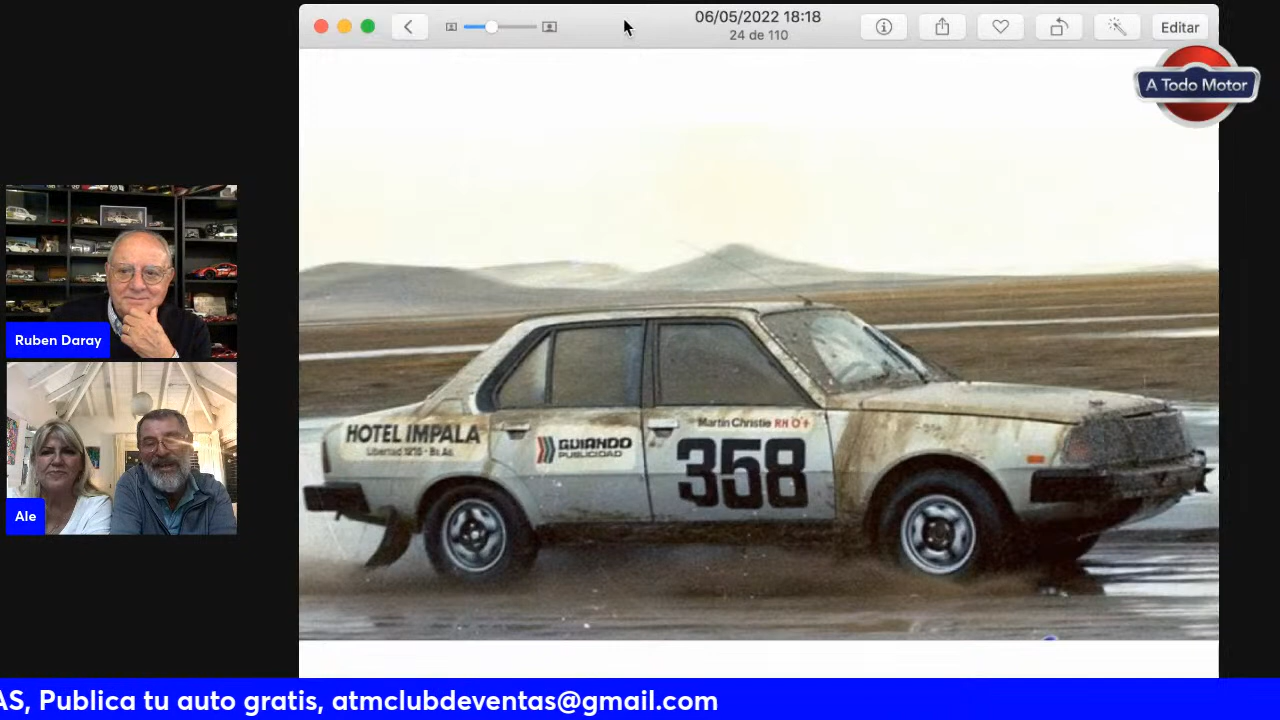 06/05/2022 18:18
24 de 110
Editar
A Todo Motor
Ruben Daray
Ale
HOTEL IMPALA
Libertad 1215 - Bs. As.
GUIANDO
PUBLICIDAD
Martin Christie RH O+
358
AS, Publica tu auto gratis, atmclubdeventas@gmail.com